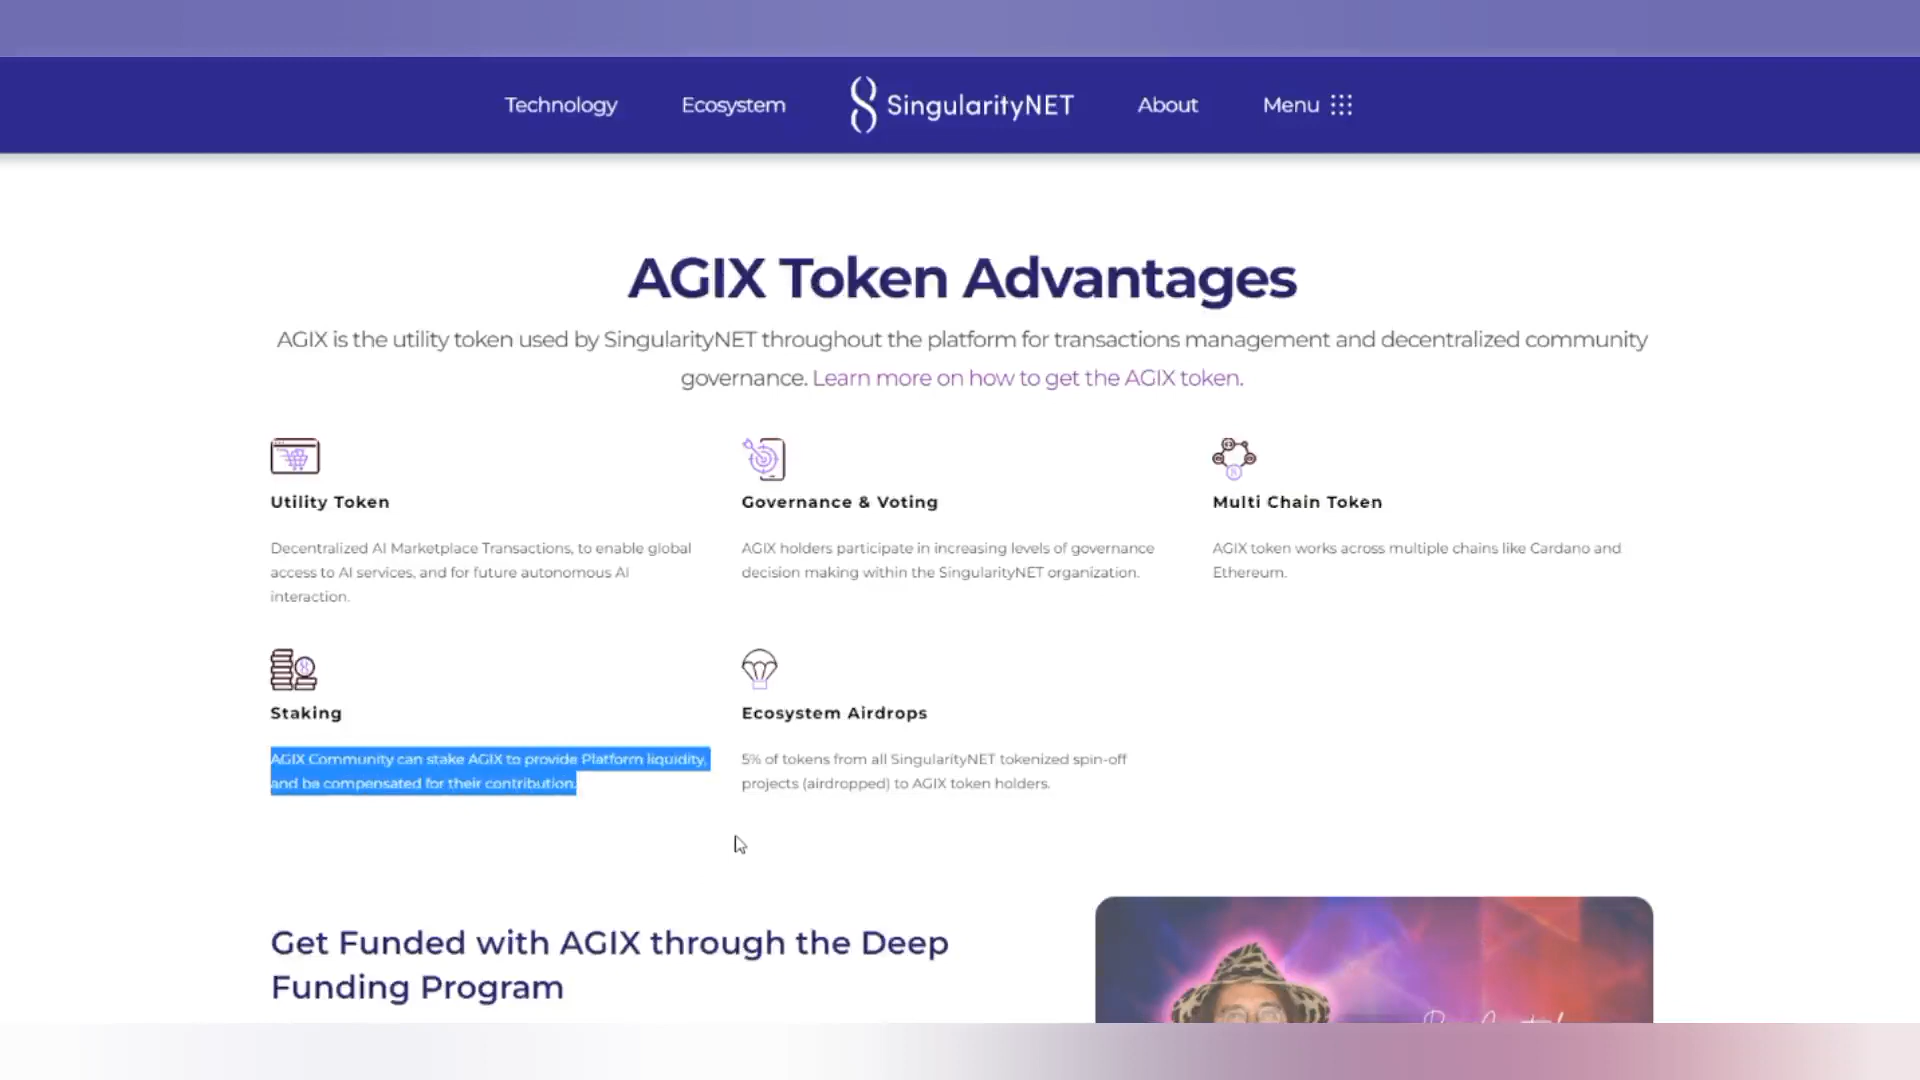 Technology
Ecosystem
SingularityNET
About
Menu
AGIX Token Advantages
AGIX is the utility token used by SingularityNET throughout the platform for transactions management and decentralized community
governance. Learn more on how to get the AGIX token.
Utility Token
Decentralized AI Marketplace Transactions, to enable global
access to AI services, and for future autonomous AI
interaction.
Governance & Voting
AGIX holders participate in increasing levels of governance
decision making within the SingularityNET organization.
Multi Chain Token
AGIX token works across multiple chains like Cardano and
Ethereum.
Staking
AGIX Community can stake AGIX to provide Platform liquidity,
and be compensated for their contribution.
Ecosystem Airdrops
5% of tokens from all SingularityNET tokenized spin-off
projects (airdropped) to AGIX token holders.
Get Funded with AGIX through the Deep
Funding Program